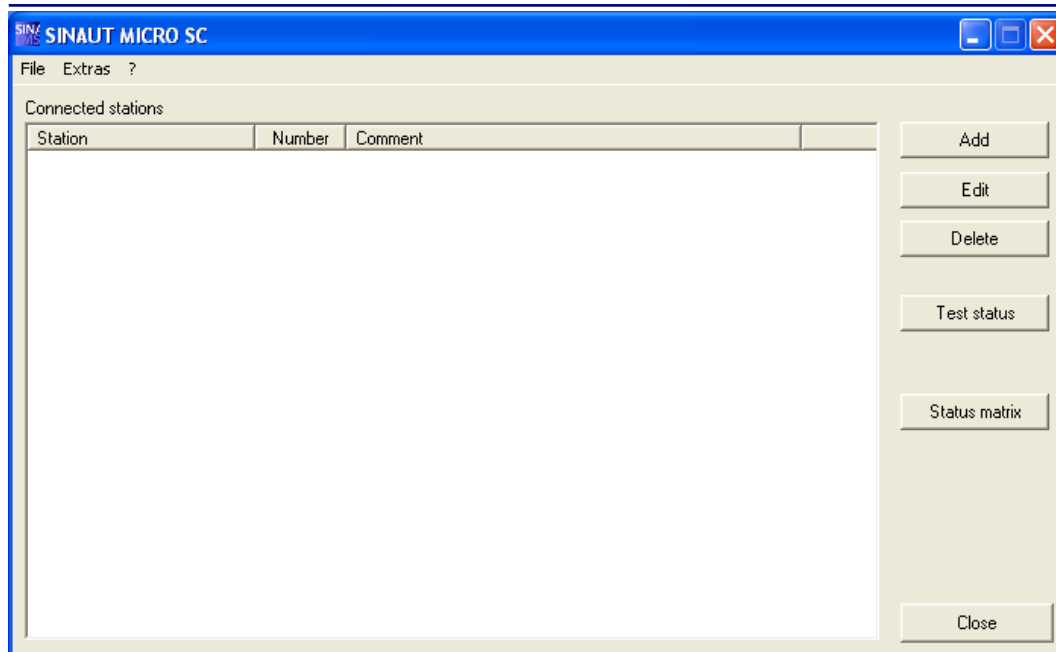 SINAUT MICRO SC
File Extras ?
Connected stations
Station Number Comment
Add
Edit
Delete
Test status
Status matrix
Close